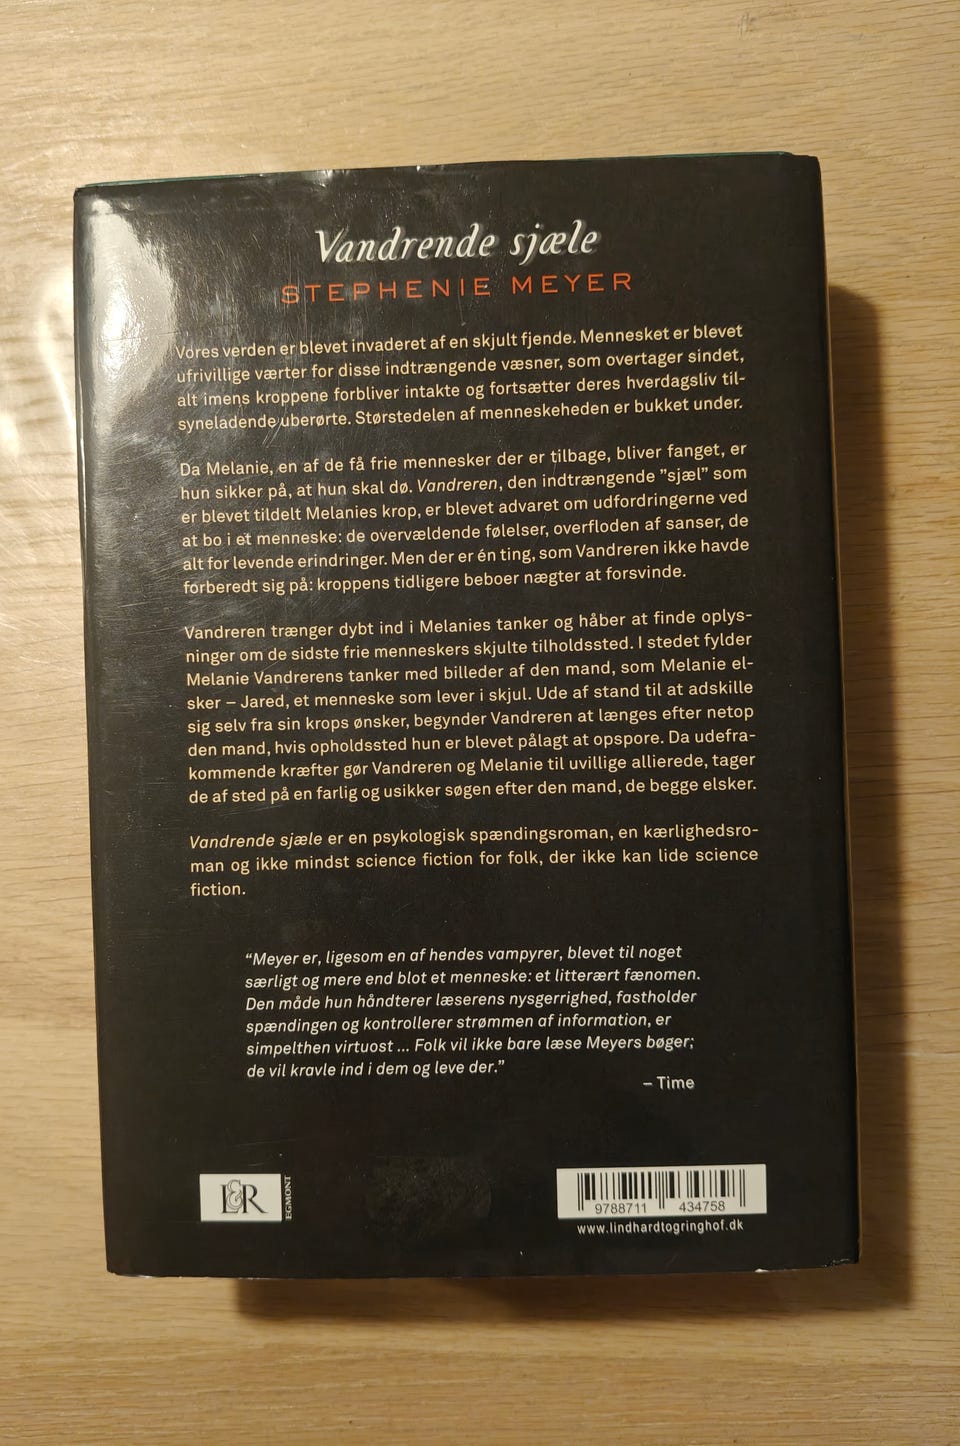 Vandrende sjæle
STEPHENIE MEYER
Vores verden er blevet invaderet af en skjult fjende. Mennesket er blevet
ufrivillige værter for disse indtrængende væsner, som overtager sindet,
alt imens kroppene forbliver intakte og fortsætter deres hverdagsliv til-
syneladende uberørte. Størstedelen af menneskeheden er bukket under.
Da Melanie, en af de få frie mennesker der er tilbage, bliver fanget, er
hun sikker på, at hun skal dø. Vandreren, den indtrængende ”sjæl” som
er blevet tildelt Melanies krop, er blevet advaret om udfordringerne ved
at bo i et menneske: de overvældende følelser, overfloden af sanser, de
alt for levende erindringer. Men der er én ting, som Vandreren ikke havde
forberedt sig på: kroppens tidligere beboer nægter at forsvinde.
Vandreren trænger dybt ind i Melanies tanker og håber at finde oplys-
ninger om de sidste frie menneskers skjulte tilholdssted. I stedet fylder
Melanie Vandrerens tanker med billeder af den mand, som Melanie el-
sker – Jared, et menneske som lever i skjul. Ude af stand til at adskille
sig selv fra sin krops ønsker, begynder Vandreren at længes efter netop
den mand, hvis opholdssted hun er blevet pålagt at opspore. Da udefra-
kommende kræfter gør Vandreren og Melanie til uvillige allierede, tager
de af sted på en farlig og usikker søgen efter den mand, de begge elsker.
Vandrende sjæle er en psykologisk spændingsroman, en kærlighedsro-
man og ikke mindst science fiction for folk, der ikke kan lide science
fiction.
“Meyer er, ligesom en af hendes vampyrer, blevet til noget
særligt og mere end blot et menneske: et litterært fænomen.
Den måde hun håndterer læserens nysgerrighed, fastholder
spændingen og kontrollerer strømmen af information, er
simpelthen virtuost ... Folk vil ikke bare læse Meyers bøger;
de vil kravle ind i dem og leve der.”
– Time
L&R
EGMONT
9788711 434758
www.lindhardtogringhof.dk